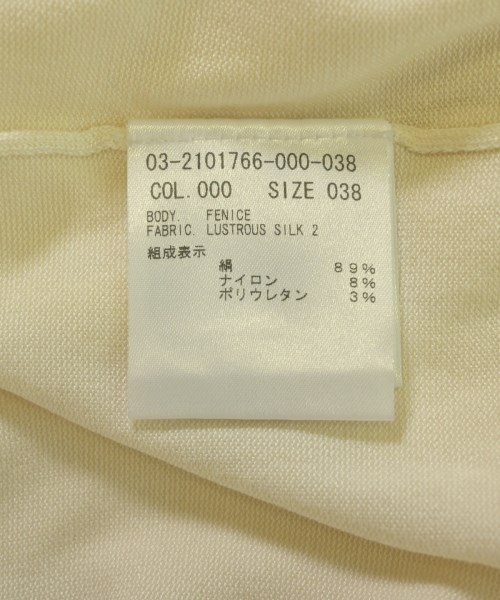 03-2101766-000-038
COL.000 SIZE 038
BODY. FENICE
FABRIC. LUSTROUS SILK 2
組成表示
絹 89%
ナイロン 8%
ポリウレタン 3%